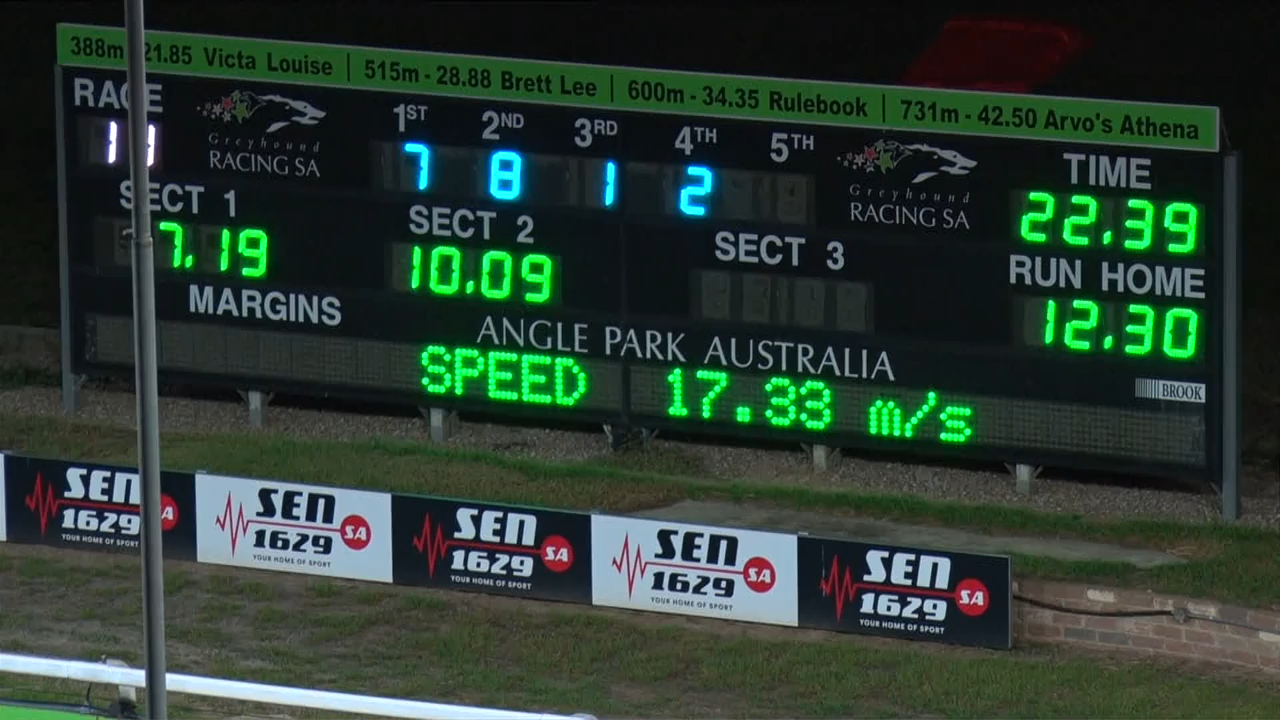 388m 21.85 Victa Louise | 515m - 28.88 Brett Lee | 600m - 34.35 Rulebook | 731m - 42.50 Arvo's Athena
RACE
11
Greyhound
RACING SA
1ST 2ND 3RD 4TH 5TH
7 8 1 2
Greyhound
RACING SA
TIME
22.39
SECT 1
7.19
SECT 2
10.09
SECT 3
RUN HOME
12.30
MARGINS
ANGLE PARK AUSTRALIA
SPEED 17.33 m/s
BROOK
SEN
1629 SA
YOUR HOME OF SPORT
SEN
1629 SA
YOUR HOME OF SPORT
SEN
1629 SA
YOUR HOME OF SPORT
SEN
1629 SA
YOUR HOME OF SPORT
SEN
1629 SA
YOUR HOME OF SPORT